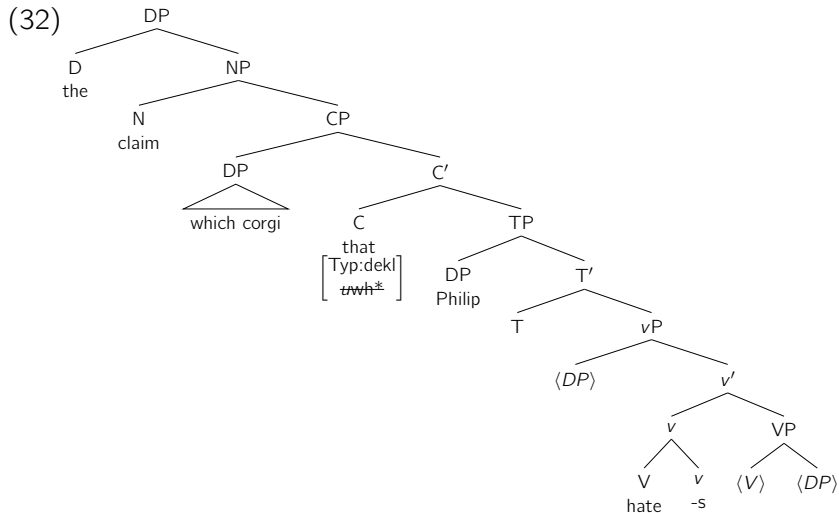 (32)
DP
D NP
the
N CP
claim
DP C′
which corgi C TP
that
[Typ:dekl] DP T′
u̶w̶h̶*̶ Philip
T vP
⟨DP⟩ v′
v VP
V v ⟨V⟩ ⟨DP⟩
hate -s